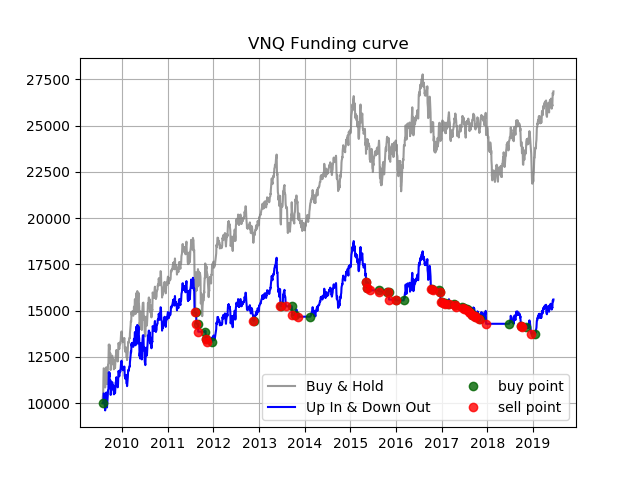 VNQ Funding curve
27500
25000
22500
20000
17500
15000
12500
10000
Buy & Hold
Up In & Down Out
buy point
sell point
2010 2011 2012 2013 2014 2015 2016 2017 2018 2019